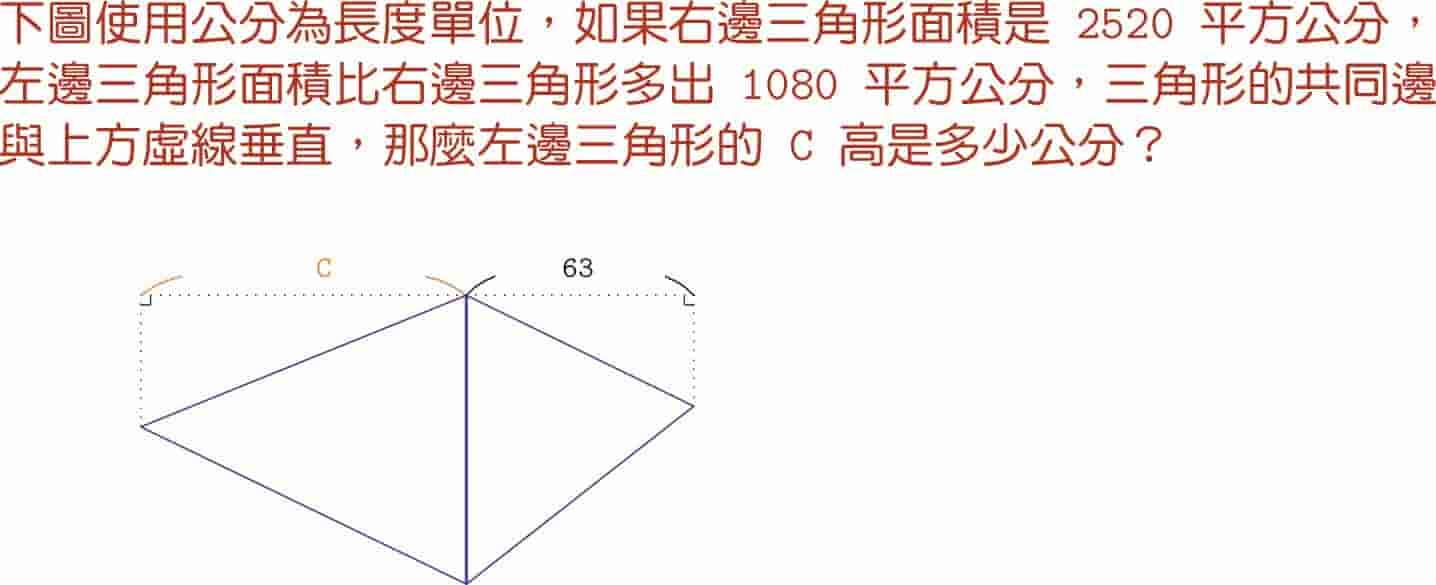 下圖使用公分為長度單位，如果右邊三角形面積是 2520 平方公分，
左邊三角形面積比右邊三角形多出 1080 平方公分，三角形的共同邊
與上方虛線垂直，那麼左邊三角形的 C 高是多少公分？
C 63